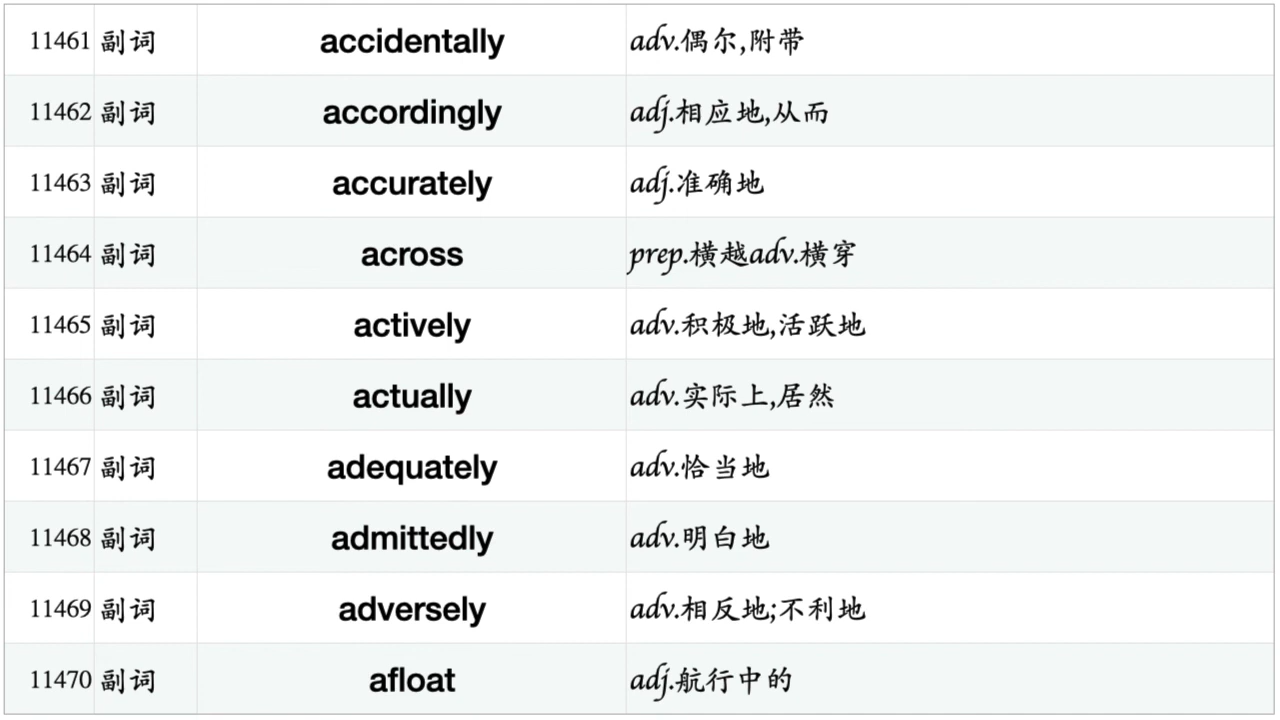 11461 副词 accidentally adv.偶尔,附带
11462 副词 accordingly adj.相应地,从而
11463 副词 accurately adj.准确地
11464 副词 across prep.横越adv.横穿
11465 副词 actively adv.积极地,活跃地
11466 副词 actually adv.实际上,居然
11467 副词 adequately adv.恰当地
11468 副词 admittedly adv.明白地
11469 副词 adversely adv.相反地;不利地
11470 副词 afloat adj.航行中的